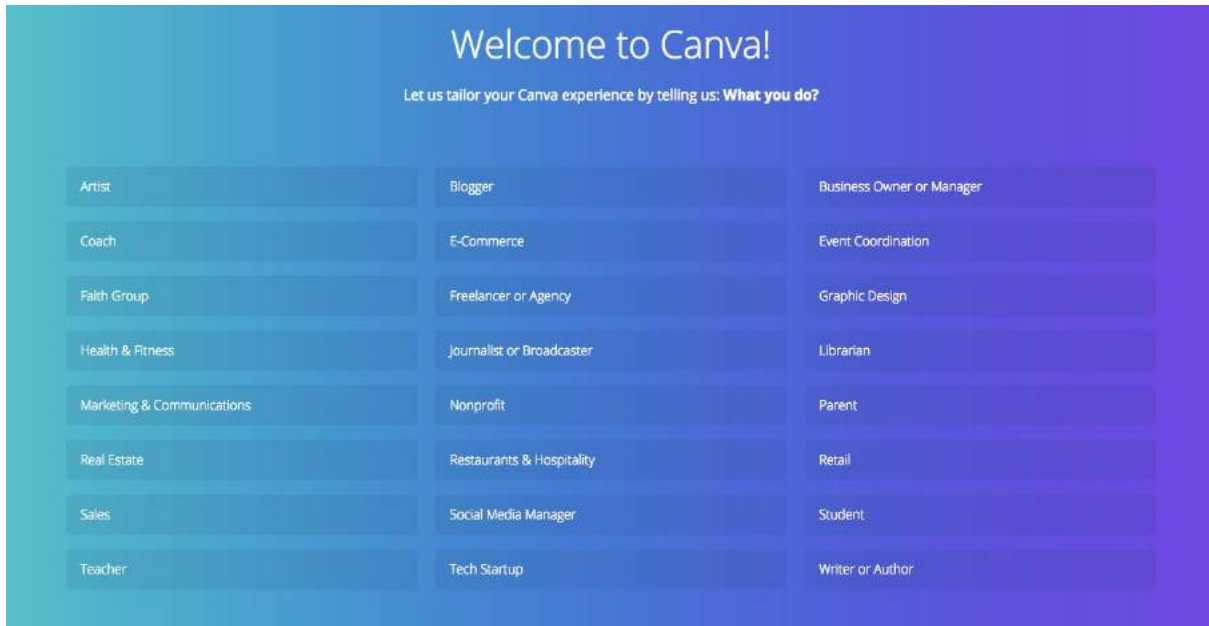 Welcome to Canva!
Let us tailor your Canva experience by telling us: What you do?
Artist
Blogger
Business Owner or Manager
Coach
E-Commerce
Event Coordination
Faith Group
Freelancer or Agency
Graphic Design
Health & Fitness
Journalist or Broadcaster
Librarian
Marketing & Communications
Nonprofit
Parent
Real Estate
Restaurants & Hospitality
Retail
Sales
Social Media Manager
Student
Teacher
Tech Startup
Writer or Author